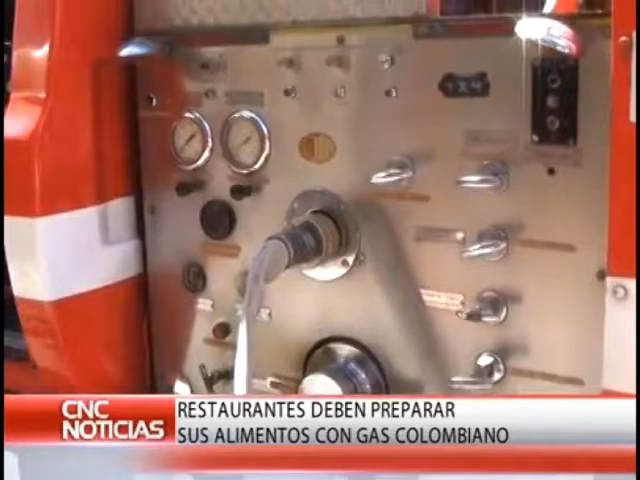 CNC
NOTICIAS
RESTAURANTES DEBEN PREPARAR
SUS ALIMENTOS CON GAS COLOMBIANO